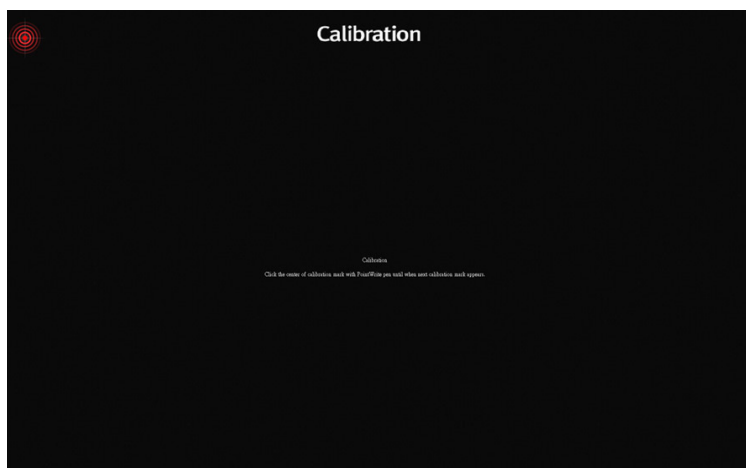 Calibration
Calibration
Click the center of calibration mark with PointWrite pen until when next calibration mark appears.